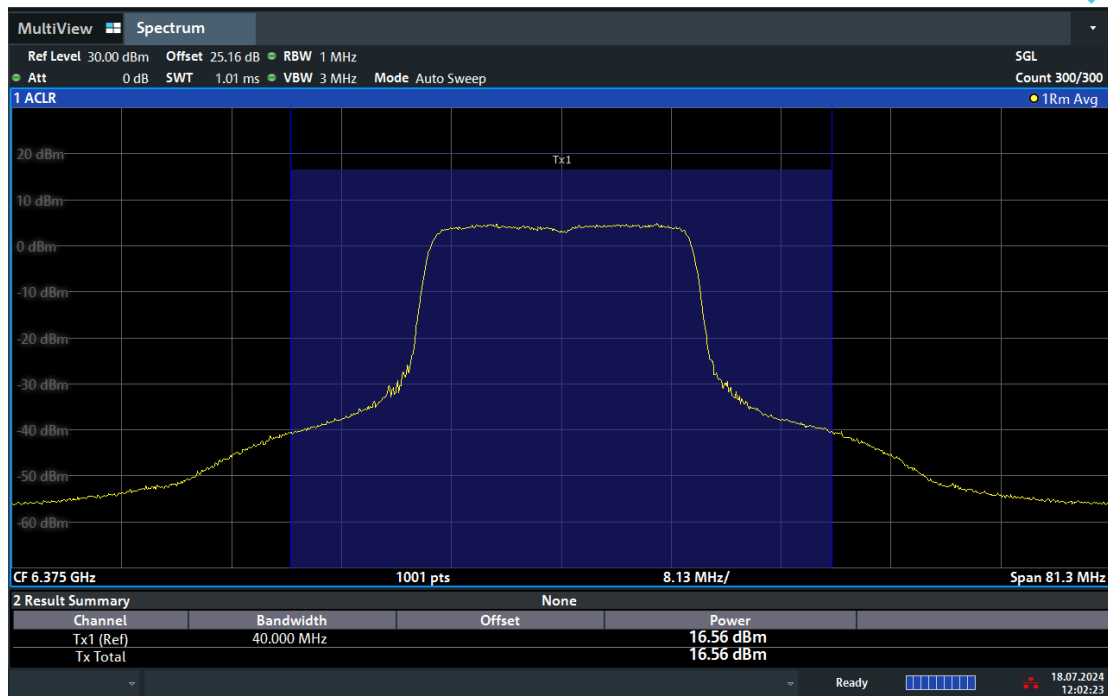 MultiView Spectrum
Ref Level 30.00 dBm Offset 25.16 dB RBW 1 MHz SGL
Att 0 dB SWT 1.01 ms VBW 3 MHz Mode Auto Sweep Count 300/300
1 ACLR 1Rm Avg
Tx1
20 dBm
10 dBm
0 dBm
-10 dBm
-20 dBm
-30 dBm
-40 dBm
-50 dBm
-60 dBm
CF 6.375 GHz 1001 pts 8.13 MHz/ Span 81.3 MHz
2 Result Summary None
Channel Bandwidth Offset Power
Tx1 (Ref) 40.000 MHz 16.56 dBm
Tx Total 16.56 dBm
Ready 18.07.2024
12:02:23